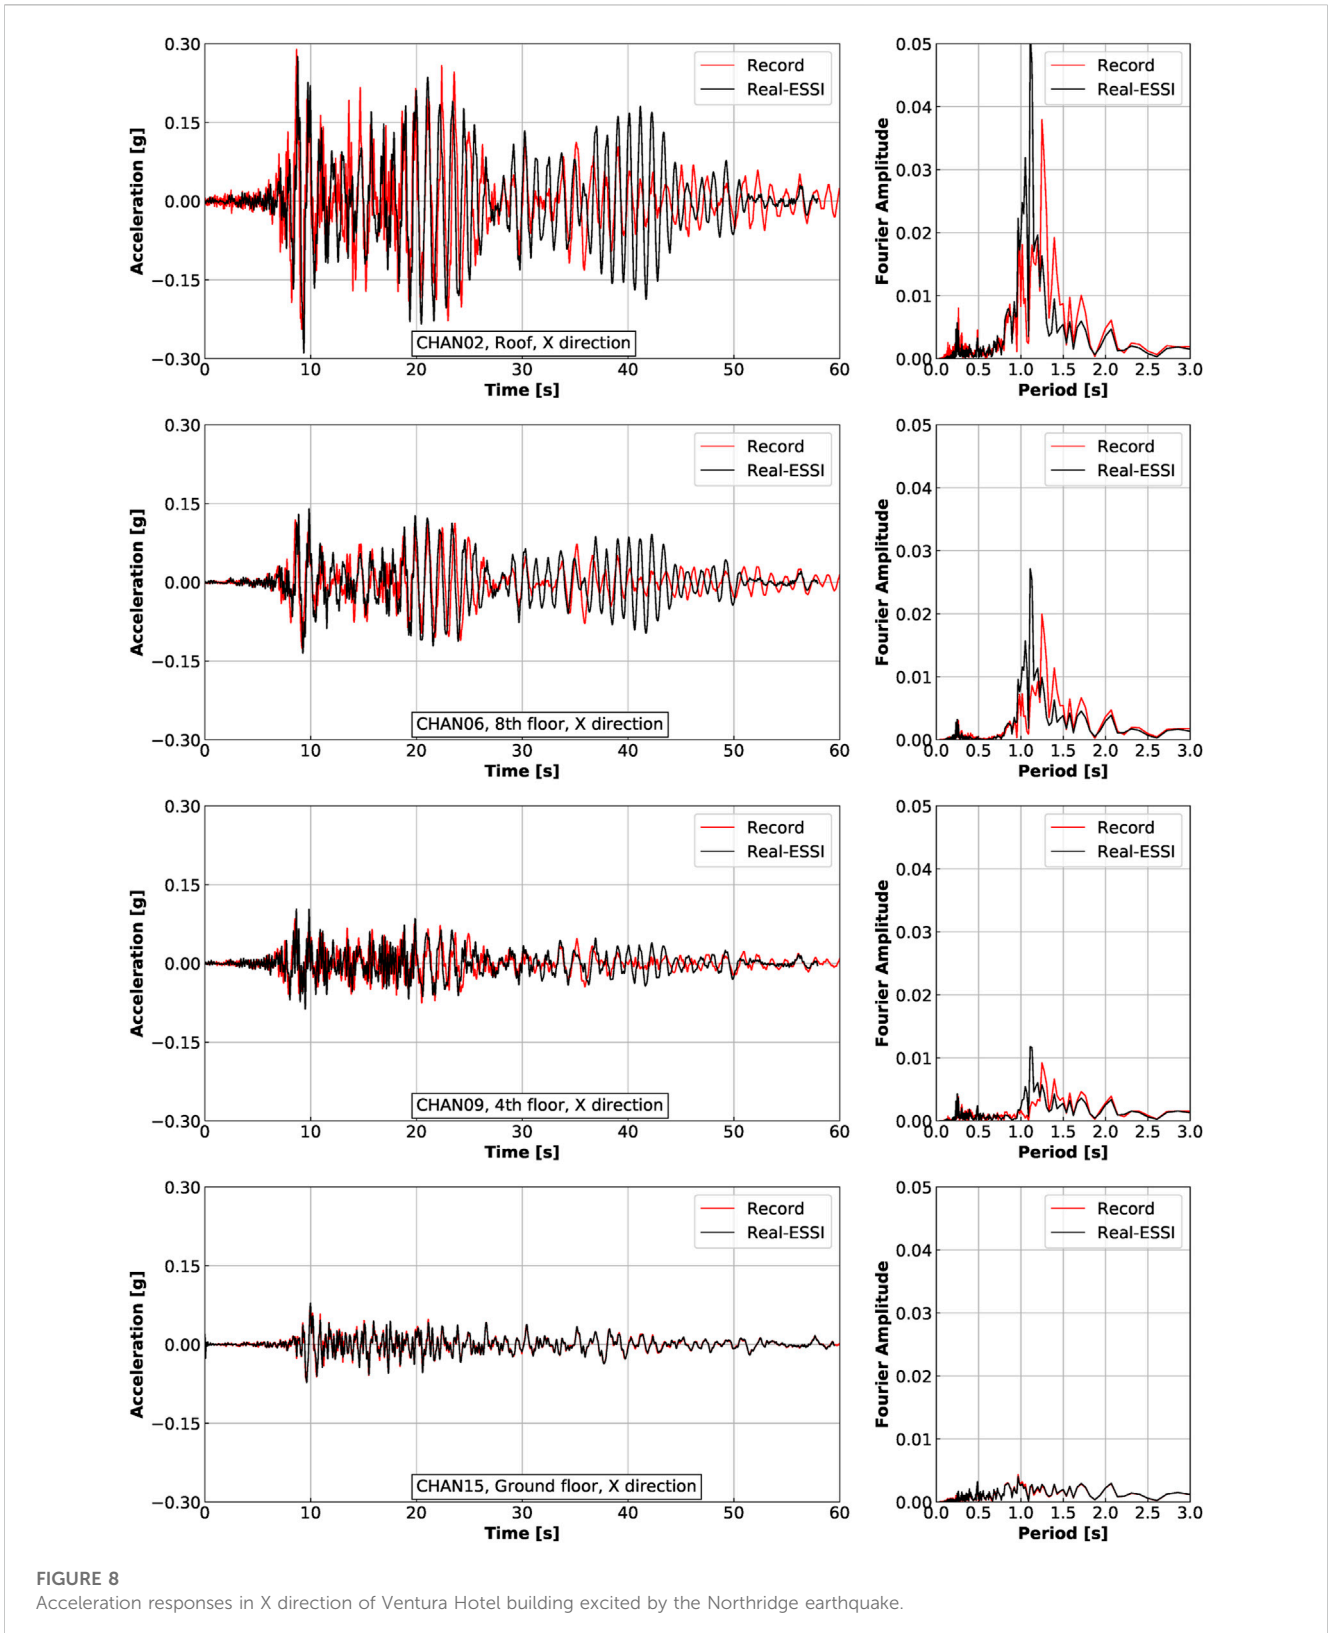 0.30
0.15
0.00
−0.15
−0.30
Acceleration [g]
Record
Real-ESSI
CHAN02, Roof, X direction
0 10 20 30 40 50 60
Time [s]
0.05
0.04
0.03
0.02
0.01
0.00
Fourier Amplitude
Record
Real-ESSI
0.0 0.5 1.0 1.5 2.0 2.5 3.0
Period [s]
0.30
0.15
0.00
−0.15
−0.30
Acceleration [g]
Record
Real-ESSI
CHAN06, 8th floor, X direction
0 10 20 30 40 50 60
Time [s]
0.05
0.04
0.03
0.02
0.01
0.00
Fourier Amplitude
Record
Real-ESSI
0.0 0.5 1.0 1.5 2.0 2.5 3.0
Period [s]
0.30
0.15
0.00
−0.15
−0.30
Acceleration [g]
Record
Real-ESSI
CHAN09, 4th floor, X direction
0 10 20 30 40 50 60
Time [s]
0.05
0.04
0.03
0.02
0.01
0.00
Fourier Amplitude
Record
Real-ESSI
0.0 0.5 1.0 1.5 2.0 2.5 3.0
Period [s]
0.30
0.15
0.00
−0.15
−0.30
Acceleration [g]
Record
Real-ESSI
CHAN15, Ground floor, X direction
0 10 20 30 40 50 60
Time [s]
0.05
0.04
0.03
0.02
0.01
0.00
Fourier Amplitude
Record
Real-ESSI
0.0 0.5 1.0 1.5 2.0 2.5 3.0
Period [s]
FIGURE 8
Acceleration responses in X direction of Ventura Hotel building excited by the Northridge earthquake.